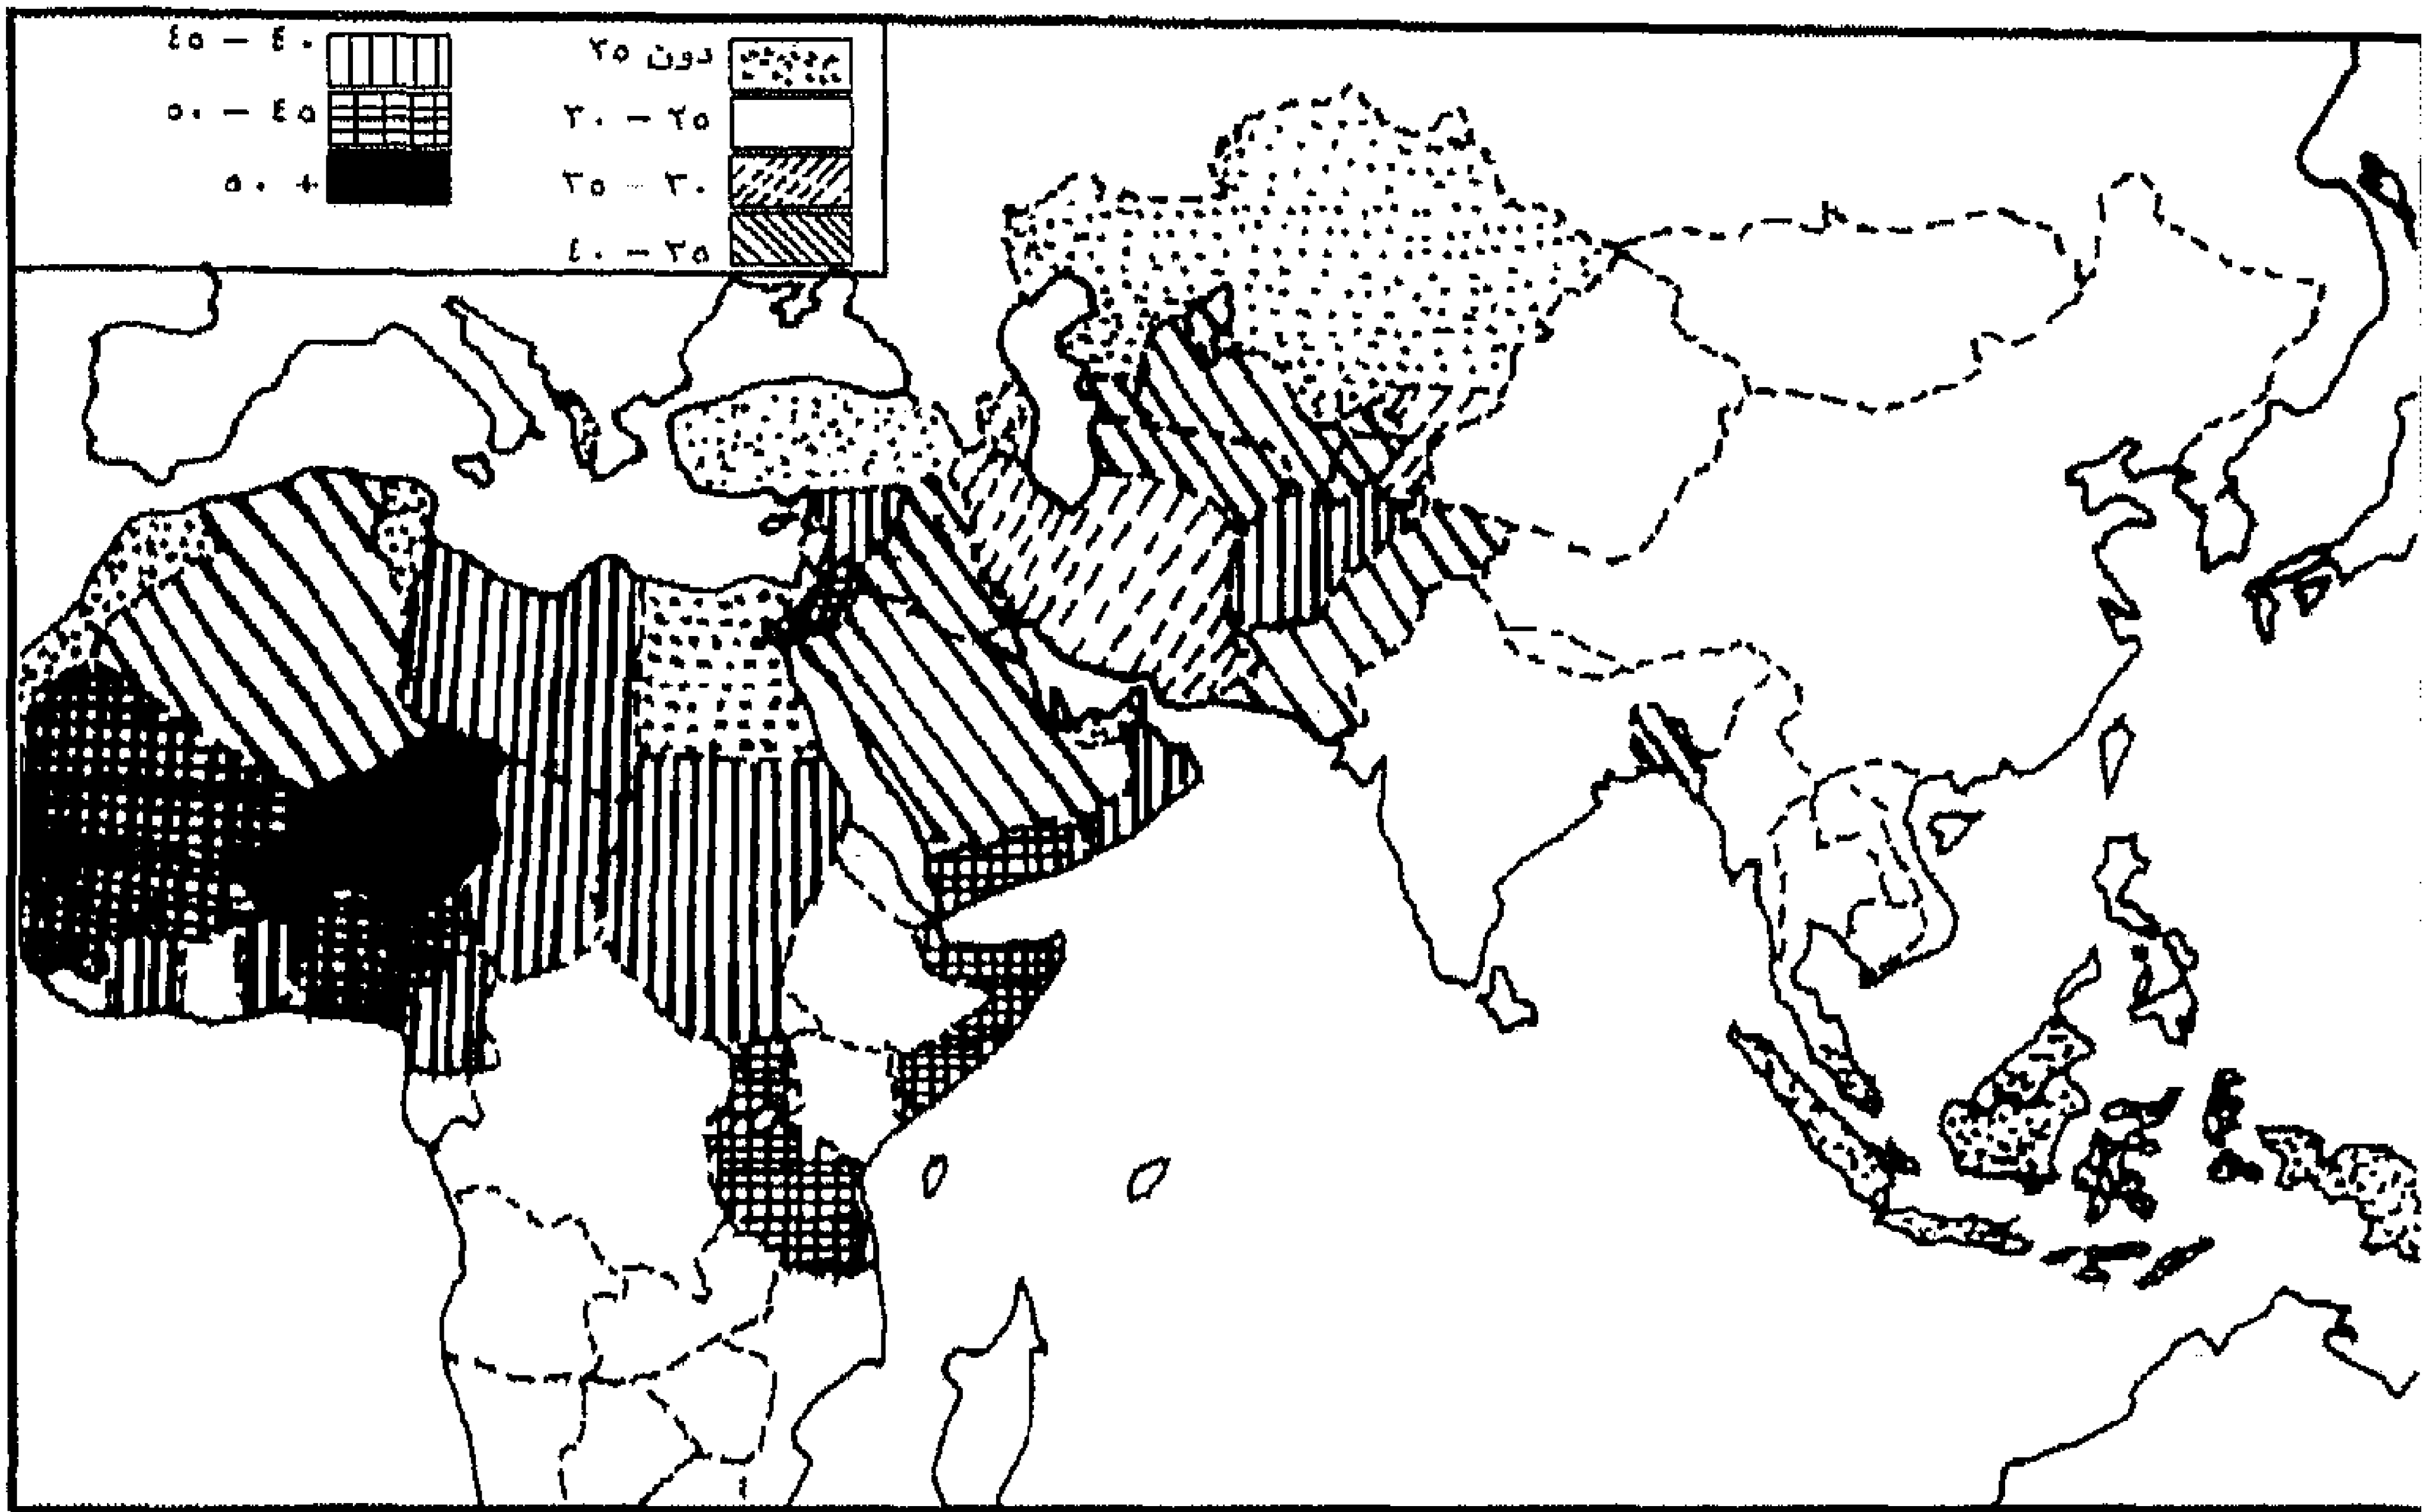 دون ٢٥
٢٥ – ٣٠
٣٠ – ٣٥
٣٥ – ٤٠
٤٠ – ٤٥
٤٥ – ٥٠
٥٠ +